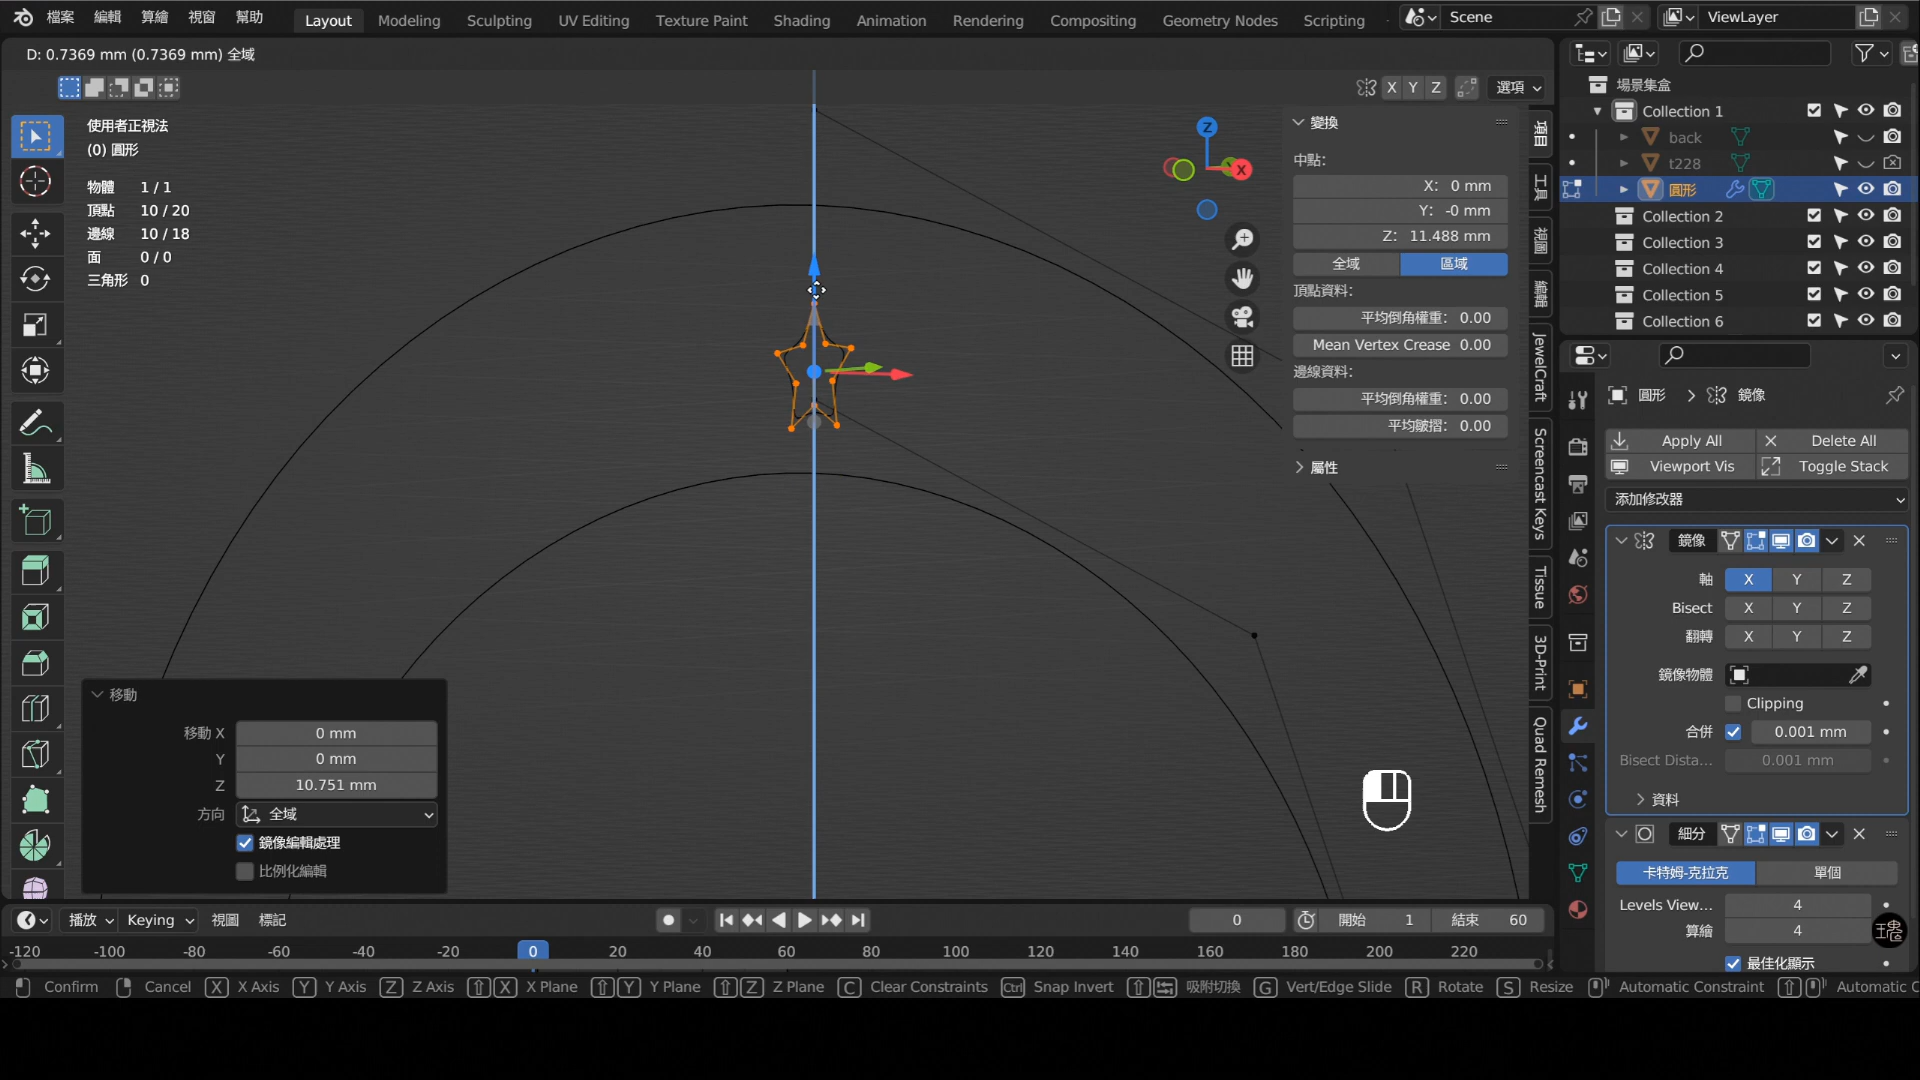 檔案 編輯 算繪 視窗 幫助 Layout Modeling Sculpting UV Editing Texture Paint Shading Animation Rendering Compositing Geometry Nodes Scripting Scene ViewLayer
D: 0.7369 mm (0.7369 mm) 全域
X Y Z 選項
使用者正視法
(0) 圓形
物體 1 / 1
頂點 10 / 20
邊線 10 / 18
面 0 / 0
三角形 0
Z
X
變換
中點:
X: 0 mm
Y: -0 mm
Z: 11.488 mm
全域 區域
頂點資料:
平均倒角權重: 0.00
Mean Vertex Crease 0.00
邊線資料:
平均倒角權重: 0.00
平均皺摺: 0.00
屬性
項目
工具
視圖
編輯
JewelCraft
Screencast Keys
Tissue
3D-Print
Quad Remesh
場景集盒
Collection 1
back
t228
圓形
Collection 2
Collection 3
Collection 4
Collection 5
Collection 6
圓形 > 鏡像
Apply All Delete All
Viewport Vis Toggle Stack
添加修改器
鏡像
軸 X Y Z
Bisect X Y Z
翻轉 X Y Z
鏡像物體
Clipping
合併 0.001 mm
Bisect Dista... 0.001 mm
資料
細分
卡特姆-克拉克 單個
Levels View... 4
算繪 4
最佳化顯示
移動
移動 X 0 mm
Y 0 mm
Z 10.751 mm
方向 全域
鏡像編輯處理
比例化編輯
播放 Keying 視圖 標記 0 開始 1 結束 60
-120 -100 -80 -60 -40 -20 0 20 40 60 80 100 120 140 160 180 200 220
Confirm Cancel X X Axis Y Y Axis Z Z Axis X X Plane Y Y Plane Z Z Plane C Clear Constraints Ctrl Snap Invert 吸附切換 G Vert/Edge Slide R Rotate S Resize Automatic Constraint Automatic C